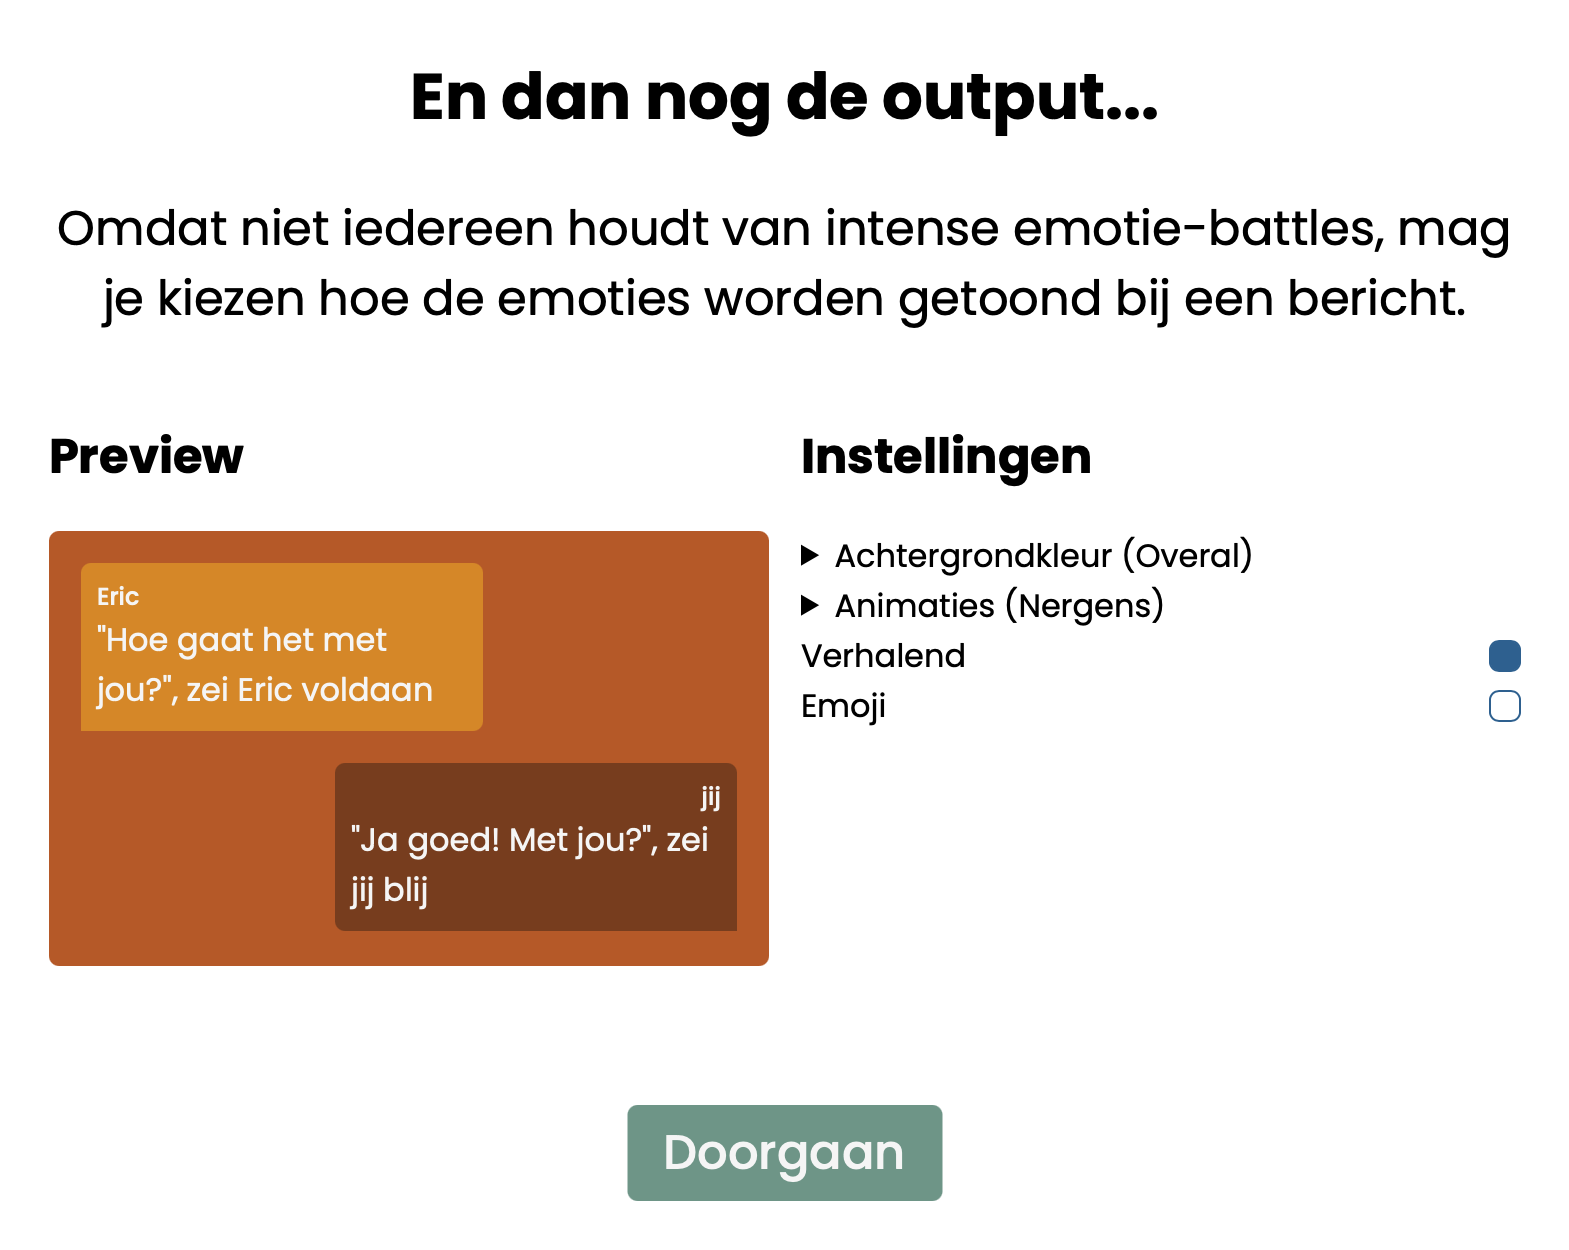 En dan nog de output...
Omdat niet iedereen houdt van intense emotie-battles, mag
je kiezen hoe de emoties worden getoond bij een bericht.
Preview
Eric
"Hoe gaat het met
jou?", zei Eric voldaan
jij
"Ja goed! Met jou?", zei
jij blij
Instellingen
Achtergrondkleur (Overal)
Animaties (Nergens)
Verhalend
Emoji
Doorgaan